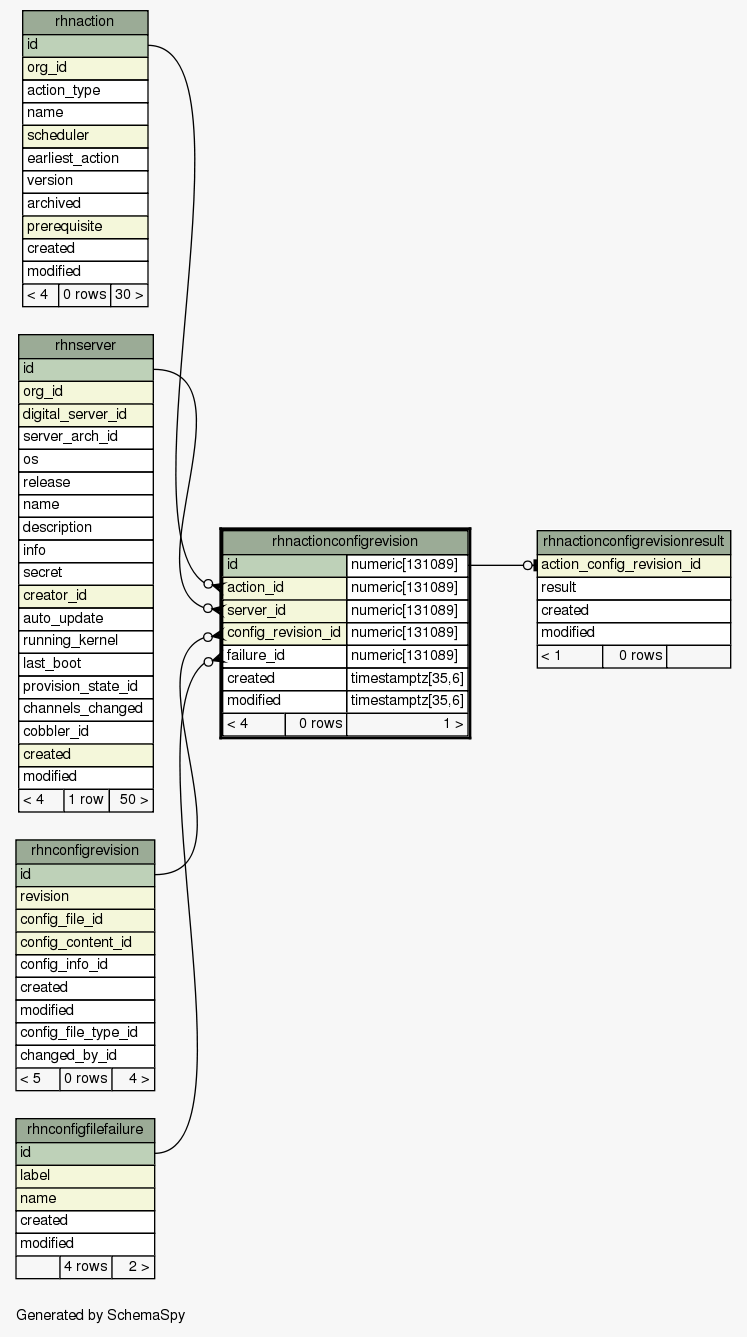 rhnaction
id
org_id
action_type
name
scheduler
earliest_action
version
archived
prerequisite
created
modified
< 4 0 rows 30 >
rhnserver
id
org_id
digital_server_id
server_arch_id
os
release
name
description
info
secret
creator_id
auto_update
running_kernel
last_boot
provision_state_id
channels_changed
cobbler_id
created
modified
< 4 1 row 50 >
rhnconfigrevision
id
revision
config_file_id
config_content_id
config_info_id
created
modified
config_file_type_id
changed_by_id
< 5 0 rows 4 >
rhnconfigfilefailure
id
label
name
created
modified
4 rows 2 >
rhnactionconfigrevision
id numeric[131089]
action_id numeric[131089]
server_id numeric[131089]
config_revision_id numeric[131089]
failure_id numeric[131089]
created timestamptz[35,6]
modified timestamptz[35,6]
< 4 0 rows 1 >
rhnactionconfigrevisionresult
action_config_revision_id
result
created
modified
< 1 0 rows
Generated by SchemaSpy